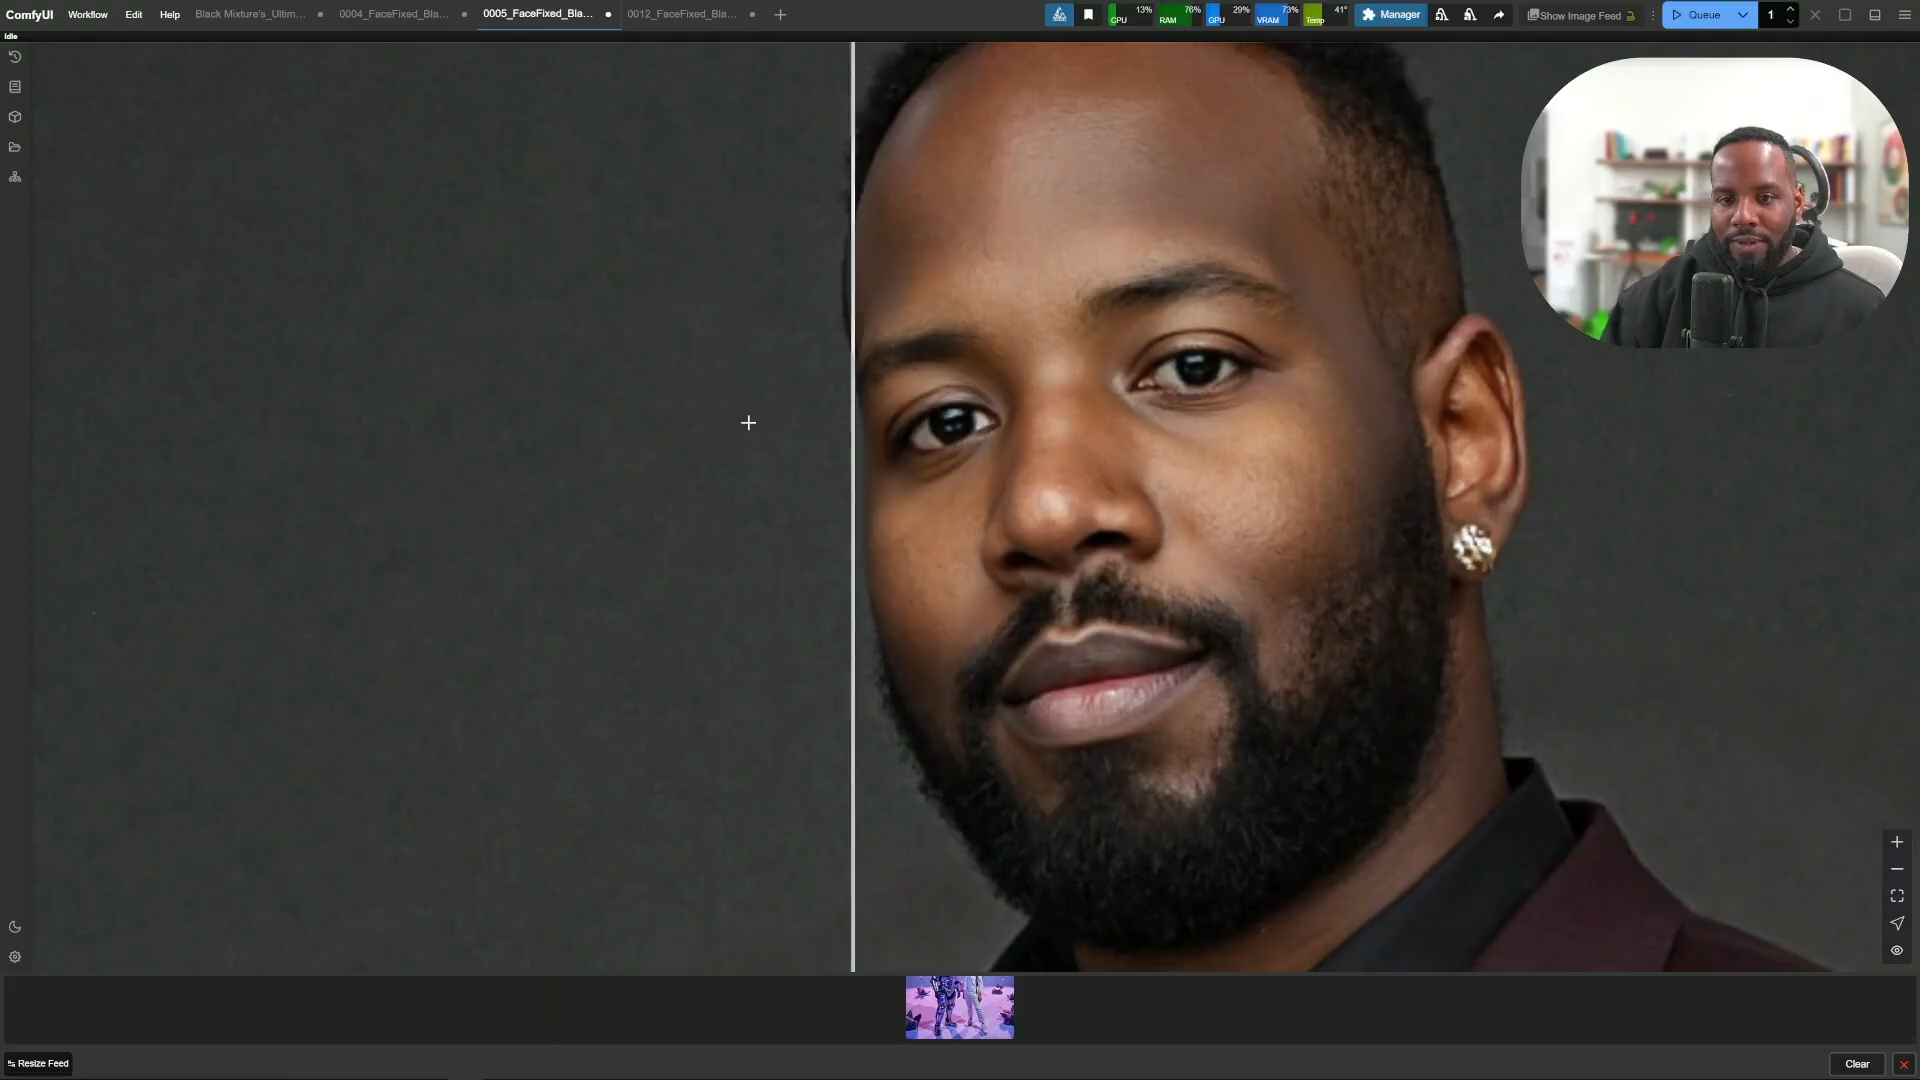 ComfyUI Workflow Edit Help Black Mixture's_Ultim... 0004_FaceFixed_Bla... 0005_FaceFixed_Bla... 0012_FaceFixed_Bla...
CPU 13% RAM 76% GPU 29% VRAM 73% Temp 41° Manager Show Image Feed Queue 1
Idle
Resize Feed
Clear